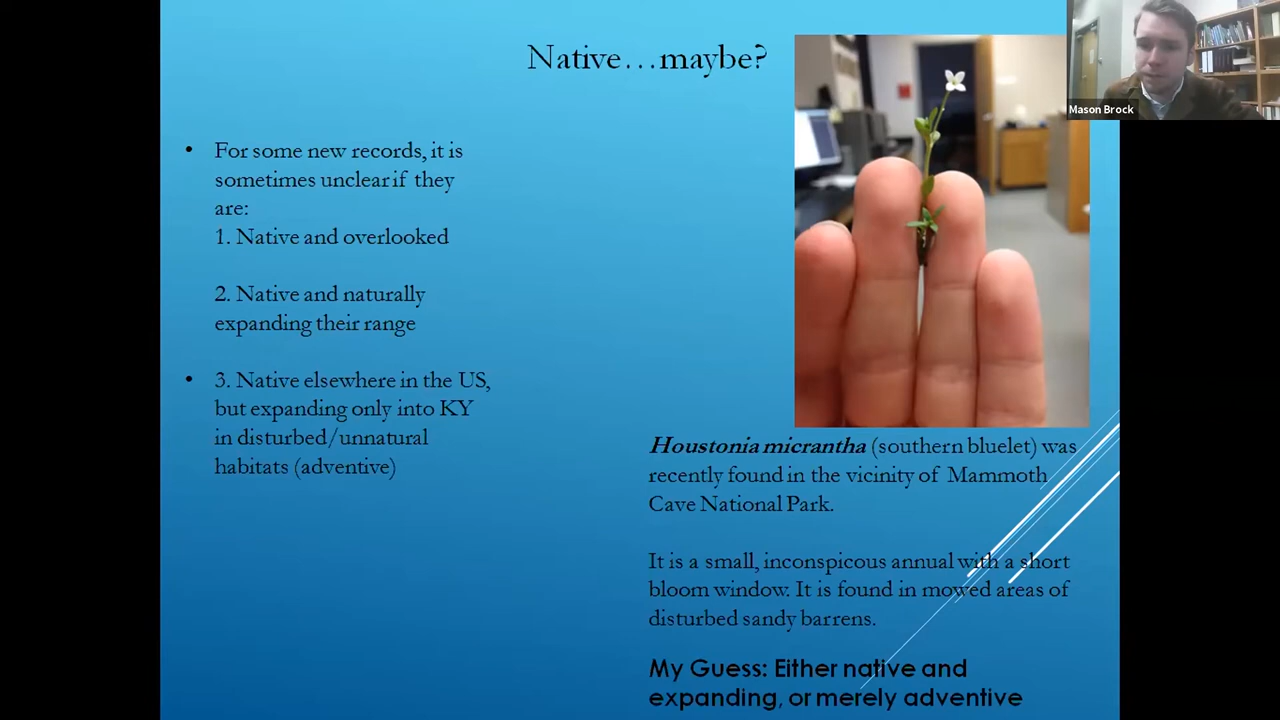 Native…maybe?
Mason Brock
• For some new records, it is
sometimes unclear if they
are:
1. Native and overlooked
2. Native and naturally
expanding their range
• 3. Native elsewhere in the US,
but expanding only into KY
in disturbed/unnatural
habitats (adventive)
Houstonia micrantha (southern bluelet) was
recently found in the vicinity of Mammoth
Cave National Park.
It is a small, inconspicous annual with a short
bloom window. It is found in mowed areas of
disturbed sandy barrens.
My Guess: Either native and
expanding, or merely adventive